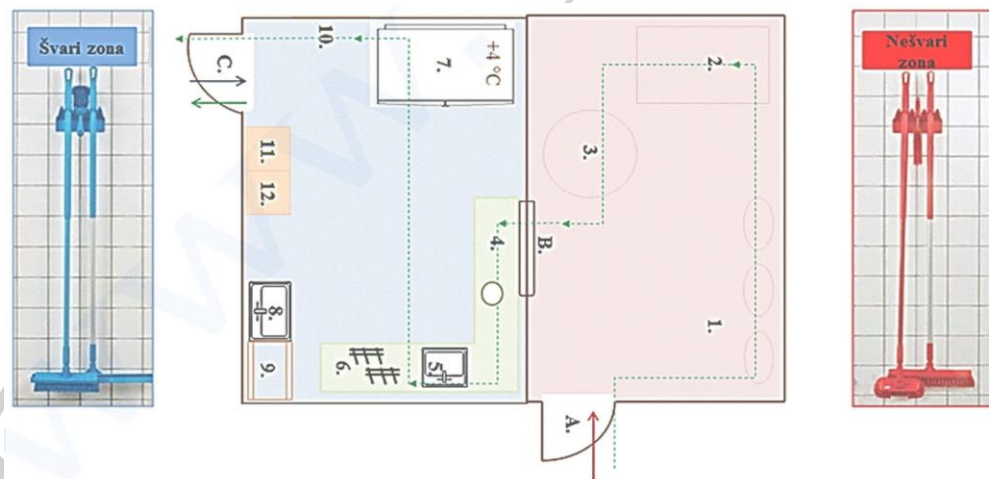 Švari zona
10.
C.
7.
+4 °C
2.
Nešvari
zona
3.
11.
12.
4.
B.
8.
1.
9.
6.
5.
A.